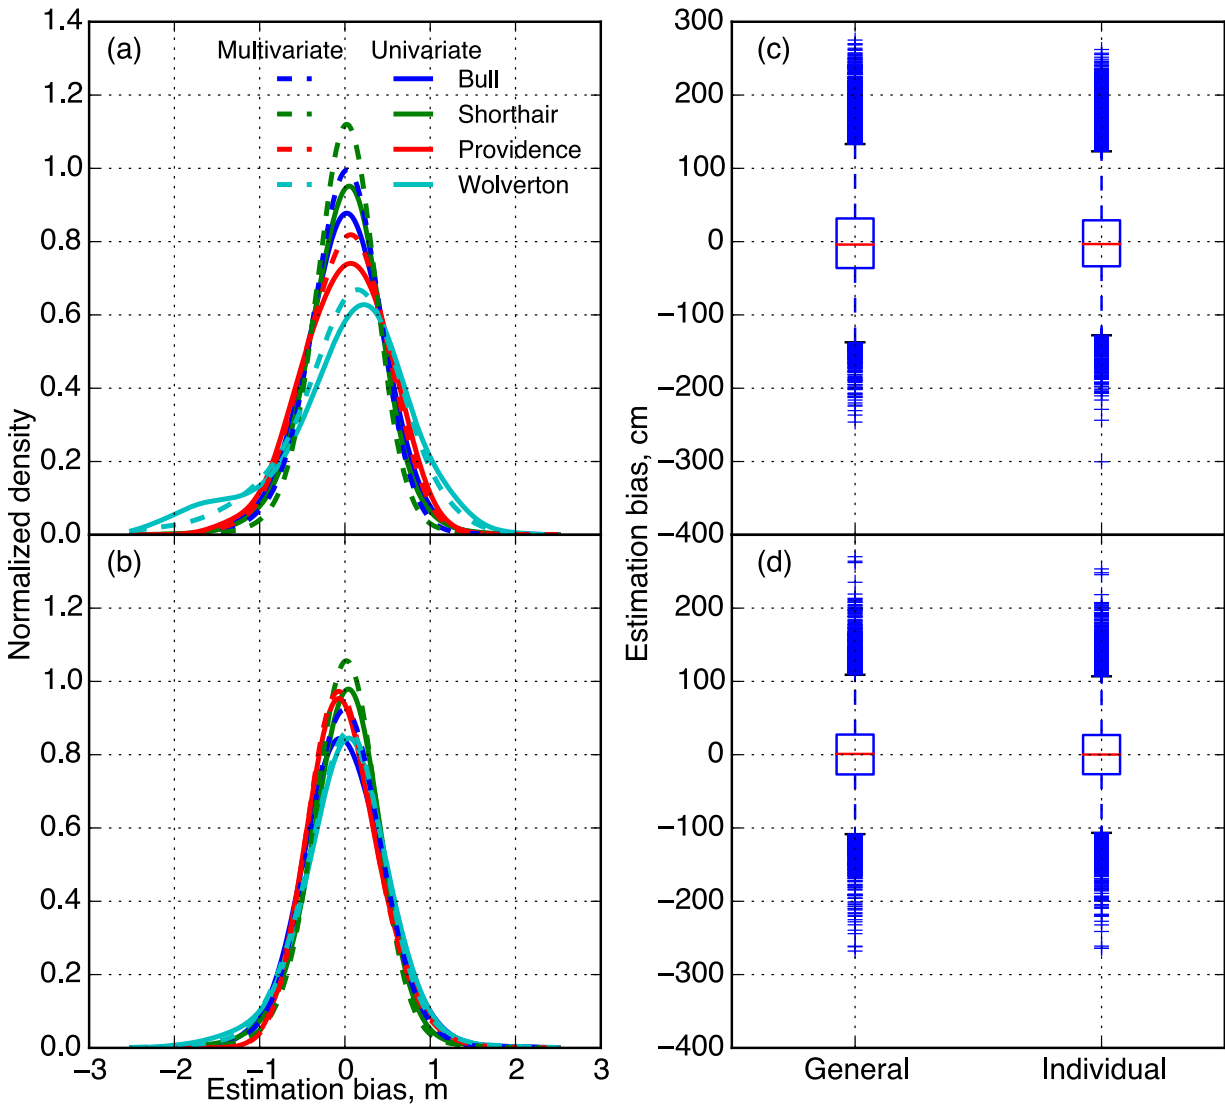 (a)
Multivariate Univariate
Bull
Shorthair
Providence
Wolverton
1.4
1.2
1.0
0.8
0.6
0.4
0.2
0.0
(b)
1.2
1.0
0.8
0.6
0.4
0.2
0.0
Normalized density
−3 −2 −1 0 1 2 3
Estimation bias, m
(c)
300
200
100
0
−100
−200
−300
−400
(d)
200
100
0
−100
−200
−300
−400
Estimation bias, cm
General Individual